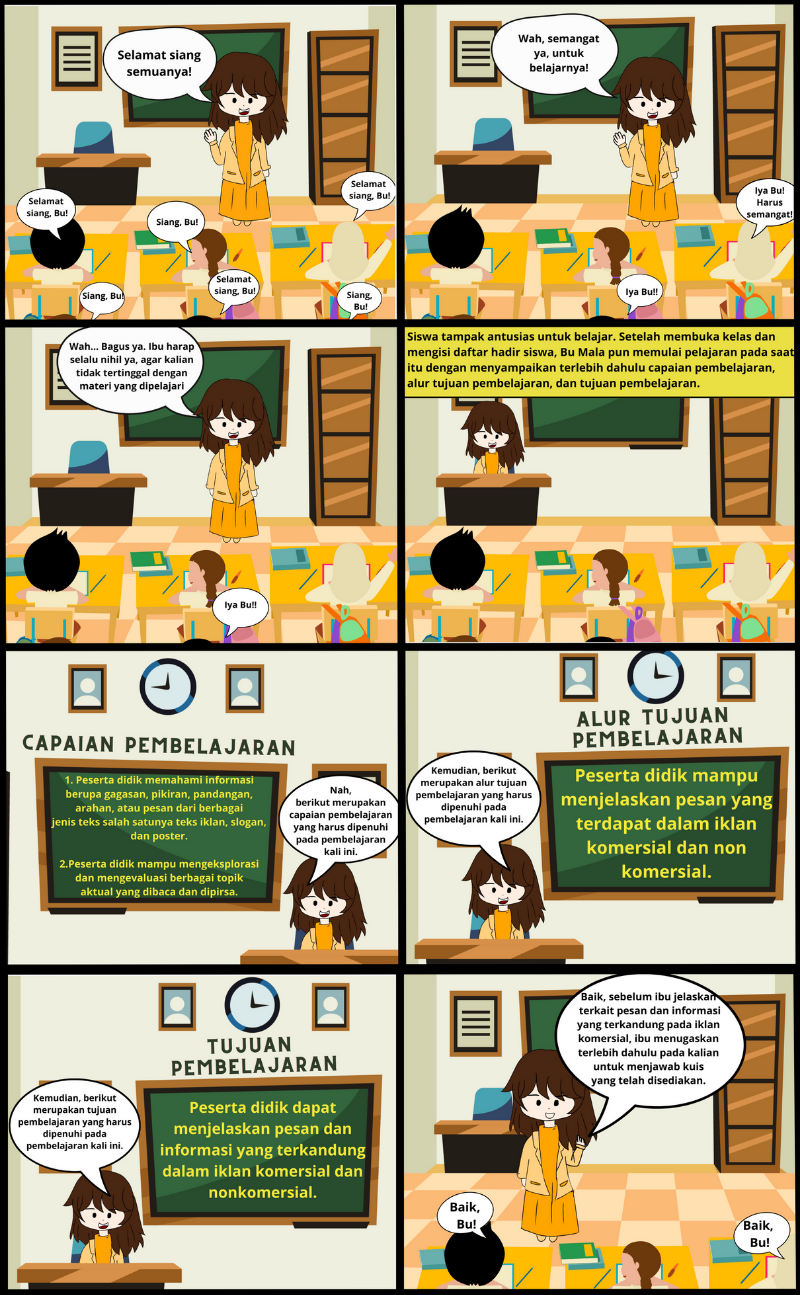 Selamat siang
semuanya!
Selamat
siang, Bu!
Siang, Bu!
Selamat
siang, Bu!
Siang, Bu!
Selamat
siang, Bu!
Siang,
Bu!
Wah, semangat
ya, untuk
belajarnya!
Iya Bu!
Harus
semangat!
Iya Bu!!
Wah... Bagus ya. Ibu harap
selalu nihil ya, agar kalian
tidak tertinggal dengan
materi yang dipelajari
Iya Bu!!
Siswa tampak antusias untuk belajar. Setelah membuka kelas dan
mengisi daftar hadir siswa, Bu Mala pun memulai pelajaran pada saat
itu dengan menyampaikan terlebih dahulu capaian pembelajaran,
alur tujuan pembelajaran, dan tujuan pembelajaran.
CAPAIAN PEMBELAJARAN
1. Peserta didik memahami informasi
berupa gagasan, pikiran, pandangan,
arahan, atau pesan dari berbagai
jenis teks salah satunya teks iklan, slogan,
dan poster.
2.Peserta didik mampu mengeksplorasi
dan mengevaluasi berbagai topik
aktual yang dibaca dan dipirsa.
Nah,
berikut merupakan
capaian pembelajaran
yang harus dipenuhi
pada pembelajaran
kali ini.
ALUR TUJUAN
PEMBELAJARAN
Kemudian, berikut
merupakan alur tujuan
pembelajaran yang harus
dipenuhi pada
pembelajaran kali ini.
Peserta didik mampu
menjelaskan pesan yang
terdapat dalam iklan
komersial dan non
komersial.
TUJUAN
PEMBELAJARAN
Kemudian, berikut
merupakan tujuan
pembelajaran yang harus
dipenuhi pada
pembelajaran kali ini.
Peserta didik dapat
menjelaskan pesan dan
informasi yang terkandung
dalam iklan komersial dan
nonkomersial.
Baik, sebelum ibu jelaskan
terkait pesan dan informasi
yang terkandung pada iklan
komersial, ibu menugaskan
terlebih dahulu pada kalian
untuk menjawab kuis
yang telah disediakan.
Baik,
Bu!
Baik,
Bu!